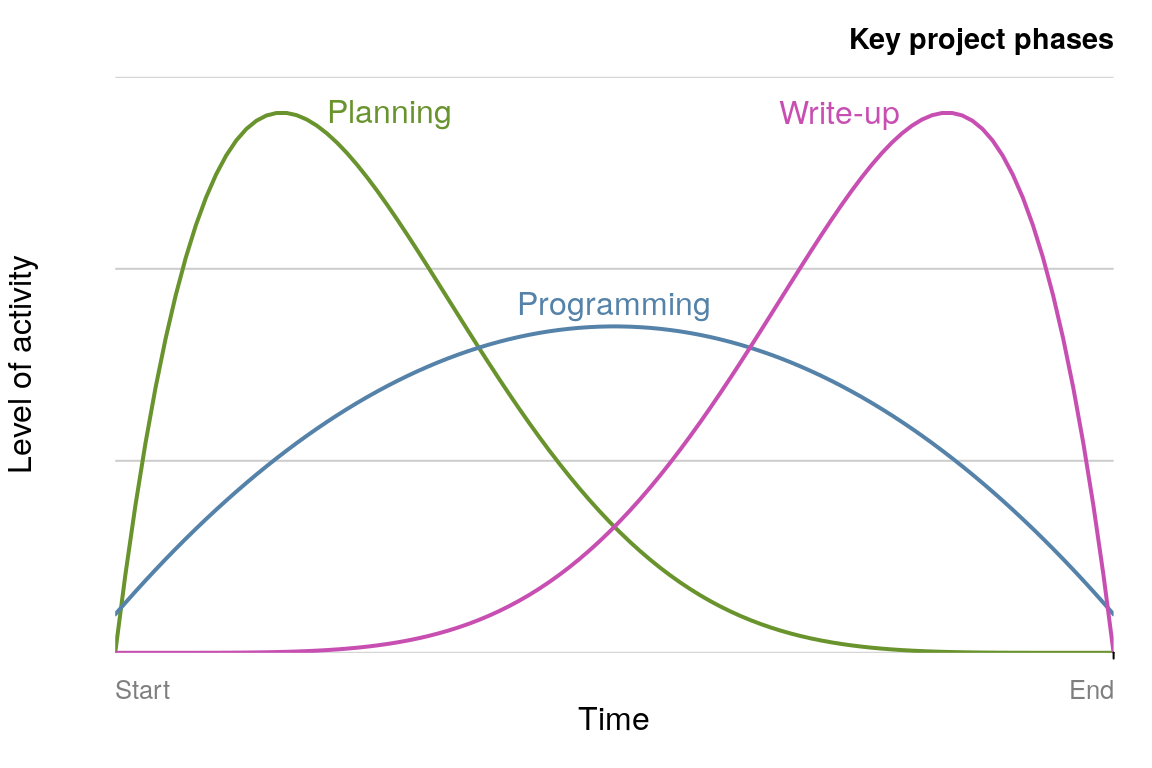 Key project phases
Planning
Write-up
Programming
Level of activity
Start
End
Time